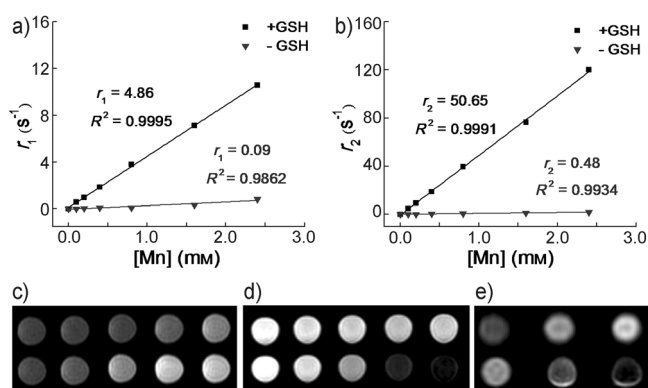 a)
+GSH
- GSH
r₁ (s⁻¹)
16
12
8
4
0
r₁ = 4.86
R² = 0.9995
r₁ = 0.09
R² = 0.9862
0.0
1.0
2.0
3.0
[Mn] (mM)
b)
+GSH
- GSH
r₂ (s⁻¹)
160
120
80
40
0
r₂ = 50.65
R² = 0.9991
r₂ = 0.48
R² = 0.9934
0.0
1.0
2.0
3.0
[Mn] (mM)
c)
d)
e)